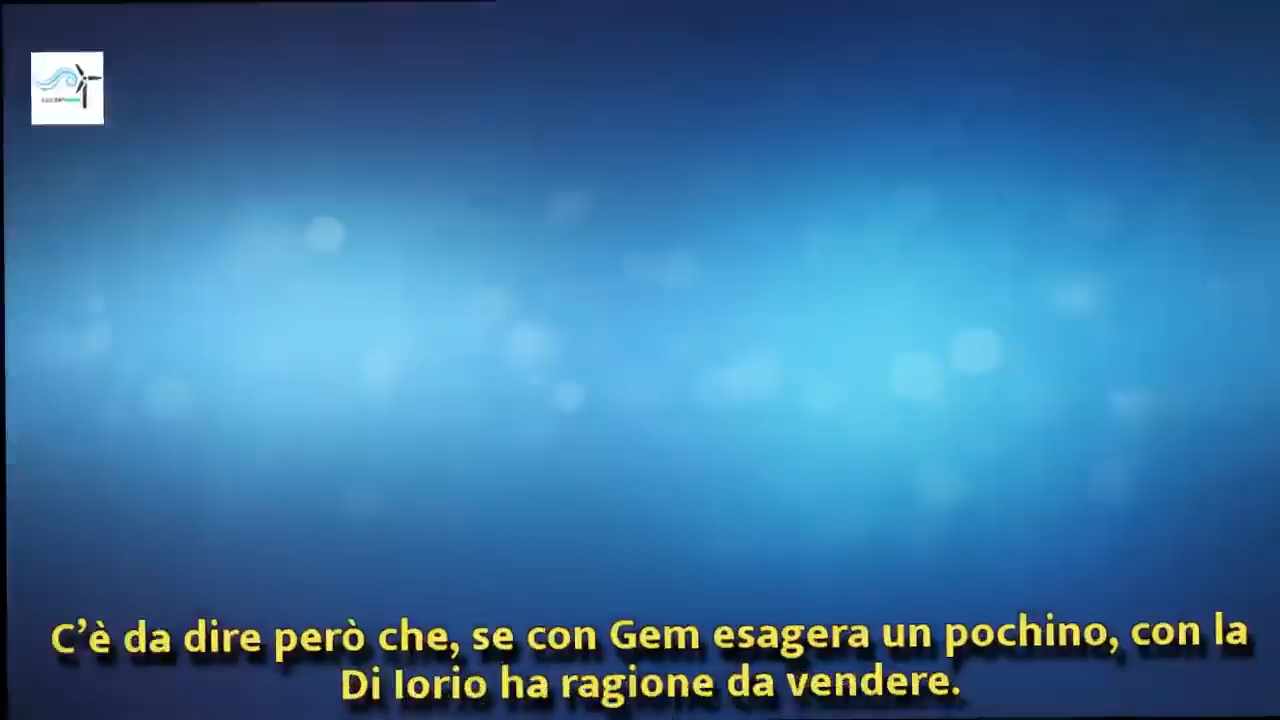 C’è da dire però che, se con Gem esagera un pochino, con la
Di Iorio ha ragione da vendere.